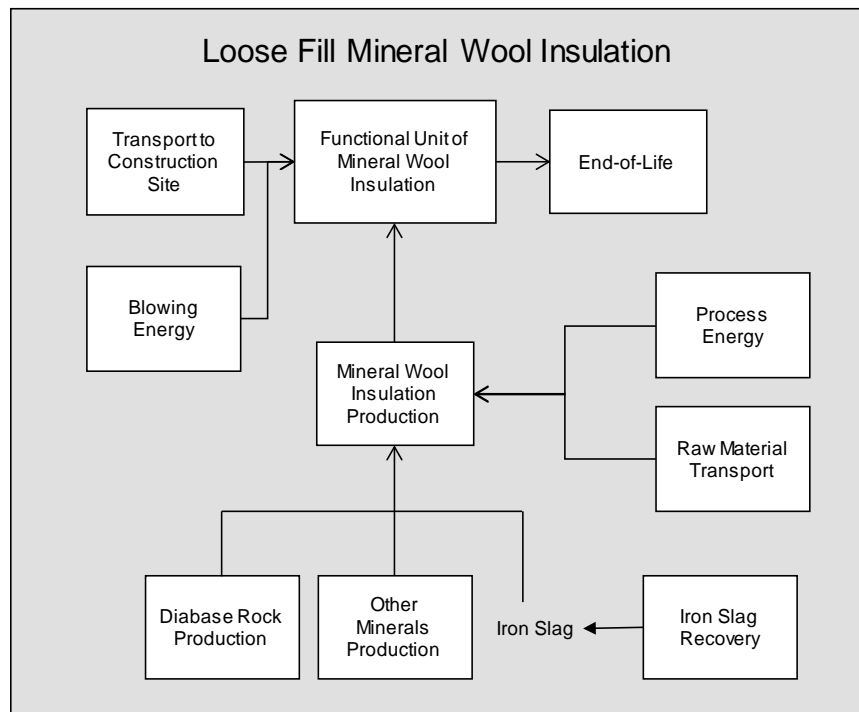 Loose Fill Mineral Wool Insulation
Transport to
Construction
Site
Functional Unit of
Mineral Wool
Insulation
End-of-Life
Blowing
Energy
Process
Energy
Mineral Wool
Insulation
Production
Raw Material
Transport
Diabase Rock
Production
Other
Minerals
Production
Iron Slag
Iron Slag
Recovery